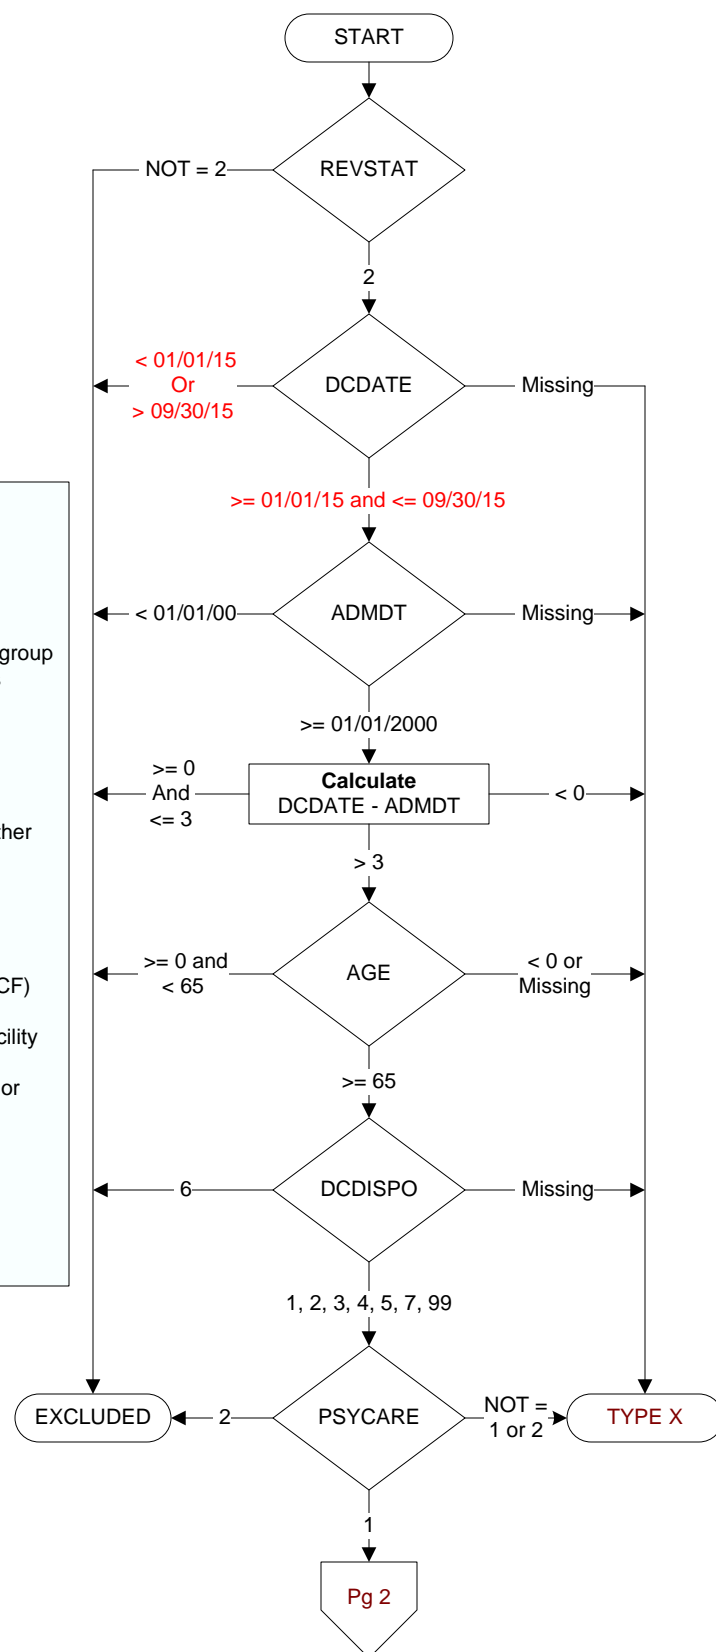 START
REVSTAT
NOT = 2
2
< 01/01/15
Or
> 09/30/15
DCDATE
Missing
>= 01/01/15 and <= 09/30/15
< 01/01/00
ADMDT
Missing
group
>= 01/01/2000
>= 0
And
<= 3
Calculate
DCDATE - ADMDT
< 0
ther
> 3
>= 0 and
< 65
AGE
< 0 or
Missing
CF)
cility
>= 65
or
6
DCDISPO
Missing
1, 2, 3, 4, 5, 7, 99
EXCLUDED
2
PSYCARE
NOT =
1 or 2
TYPE X
1
Pg 2